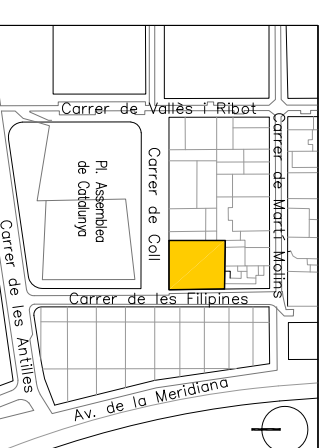 Carrer de Vallès i Ribot
Carrer de Martí Molins
Pl. Assemblea
de Catalunya
Carrer de Coll
Carrer de les Antilles
Carrer de les Filipines
Av. de la Meridiana